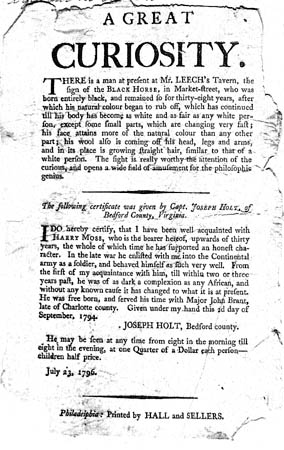 A GREAT
CURIOSITY.
THERE is a man at present at Mr. LEECH's Tavern, the
sign of the BLACK HORSE, in Market-street, who was
born entirely black, and remained so for thirty-eight years, after
which his natural colour began to rub off, which has continued
till his body has become as white and as fair as any white per-
son, except some small parts, which are changing very fast;
his face attains more of the natural colour than any other
part; his wool also is coming off his head, legs and arms,
and in its place is growing straight hair, similar to that of a
white person. The sight is really worthy the attention of the
curious, and opens a wide field of amusement for the philosophic
genius.
The following certificate was given by Capt. JOSEPH HOLT, of
Bedford County, Virginia.
I DO hereby certify, that I have been well acquainted with
HARRY MOSS, who is the bearer hereof, upwards of thirty
years, the whole of which time he has supported an honest cha-
racter. In the late war he enlisted with me into the Continental
army as a soldier, and behaved himself as such very well. From
the first of my acquaintance with him, till within two or three
years past, he was of as dark a complexion as any African, and
without any known cause it has changed to what it is at present.
He was free born, and served his time with Major John Brant,
late of Charlotte county. Given under my hand this 2d day of
September, 1794.
JOSEPH HOLT, Bedford county.
He may be seen at any time from eight in the morning till
eight in the evening, at one Quarter of a Dollar each person—
children half price.
July 23, 1796.
Philadelphia: Printed by HALL and SELLERS.